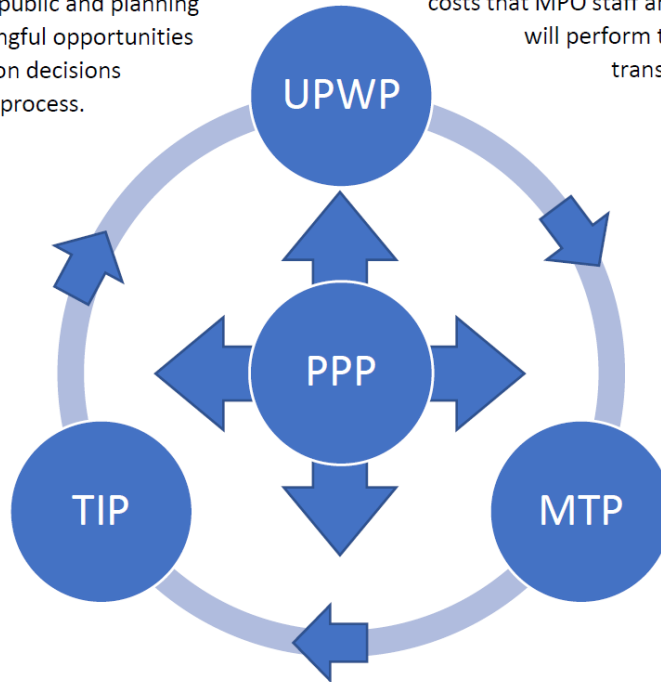 public and planning
ngful opportunities
on decisions
process.
costs that MPO staff a
will perform t
trans
UPWP
PPP
TIP
MTP